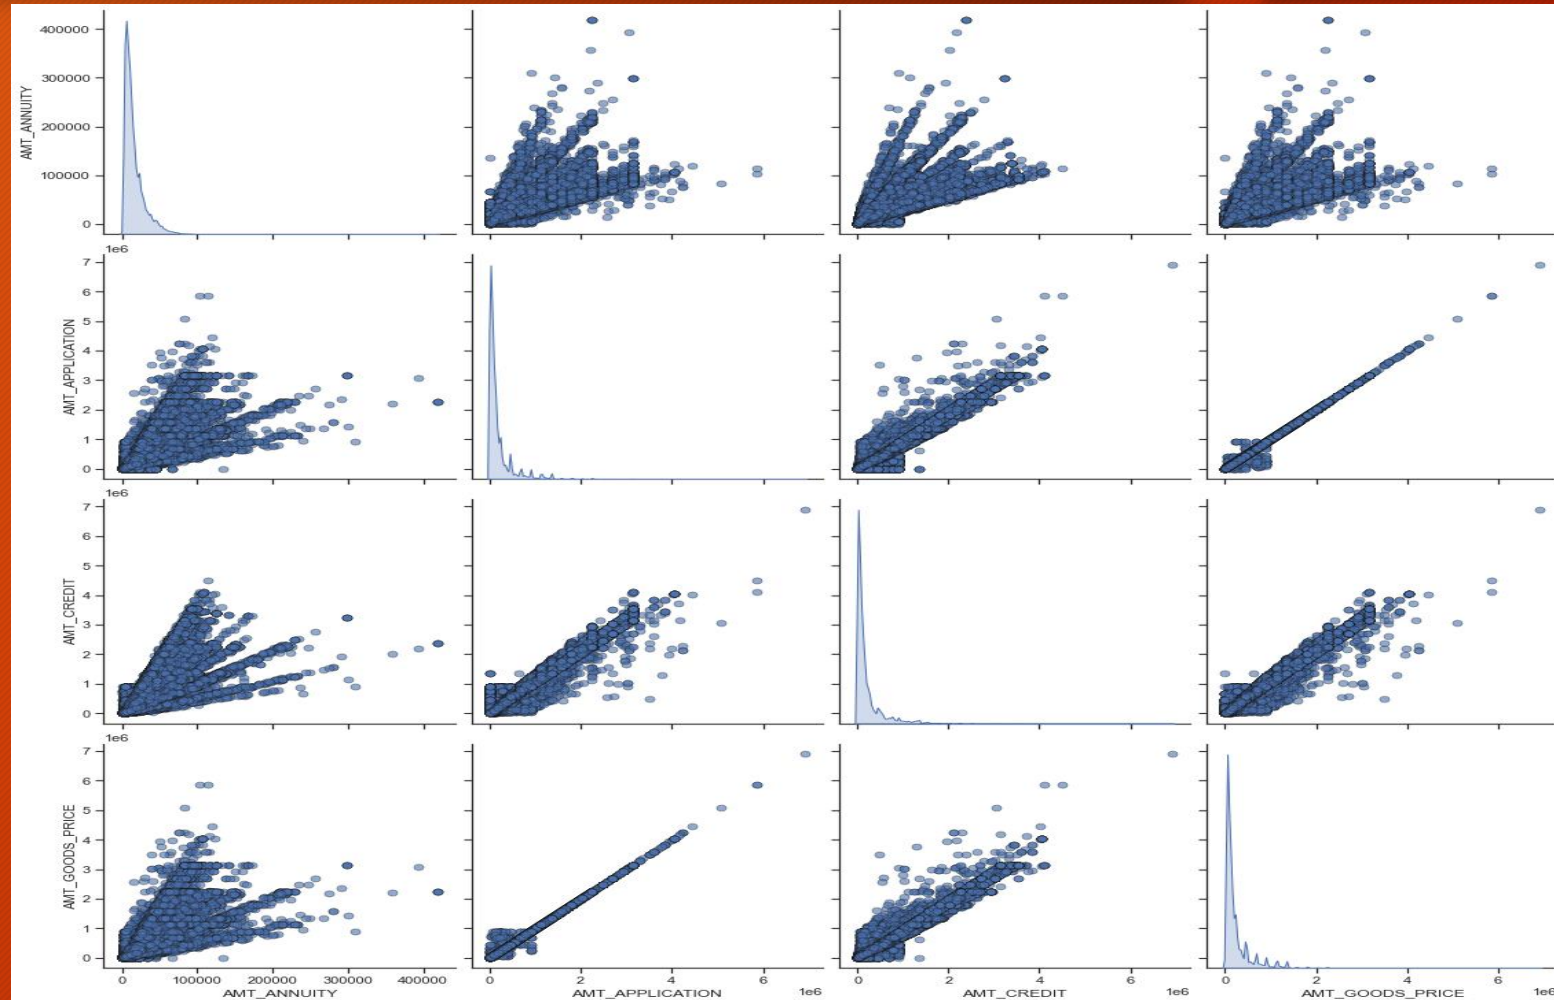 400000
300000
200000
100000
0
AMT_ANNUITY
1e6
7
6
5
4
3
2
1
0
AMT_APPLICATION
1e6
7
6
5
4
3
2
1
0
AMT_CREDIT
1e6
7
6
5
4
3
2
1
0
AMT_GOODS_PRICE
0 100000 200000 300000 400000 0 2 4 6 0 2 4 6 0 2 4 6
1e6 1e6 1e6
AMT_ANNUITY AMT_APPLICATION AMT_CREDIT AMT_GOODS_PRICE